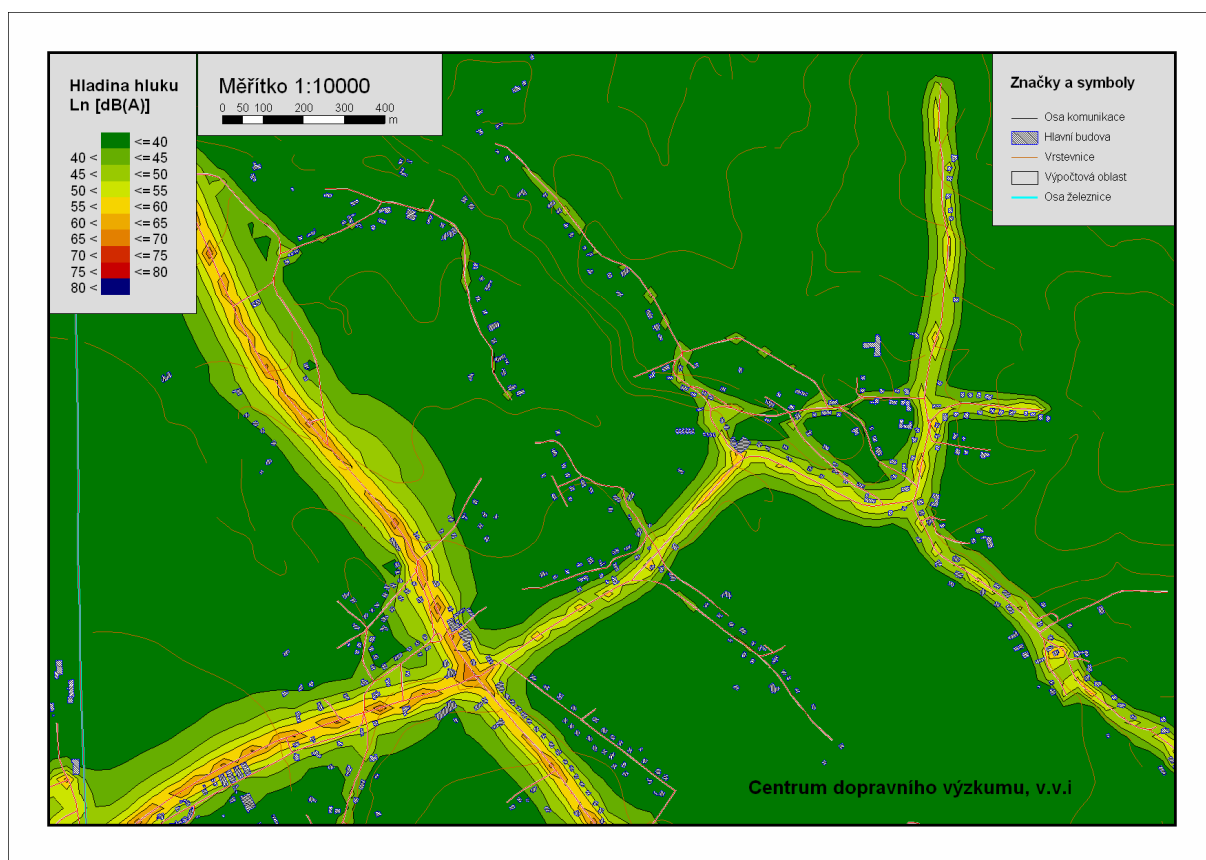 Hladina hluku
Ln [dB(A)]
<= 40
40 < <= 45
45 < <= 50
50 < <= 55
55 < <= 60
60 < <= 65
65 < <= 70
70 < <= 75
75 < <= 80
80 <
Měřítko 1:10000
0 50 100 200 300 400
m
Značky a symboly
Osa komunikace
Hlavní budova
Vrstevnice
Výpočtová oblast
Osa železnice
Centrum dopravního výzkumu, v.v.i